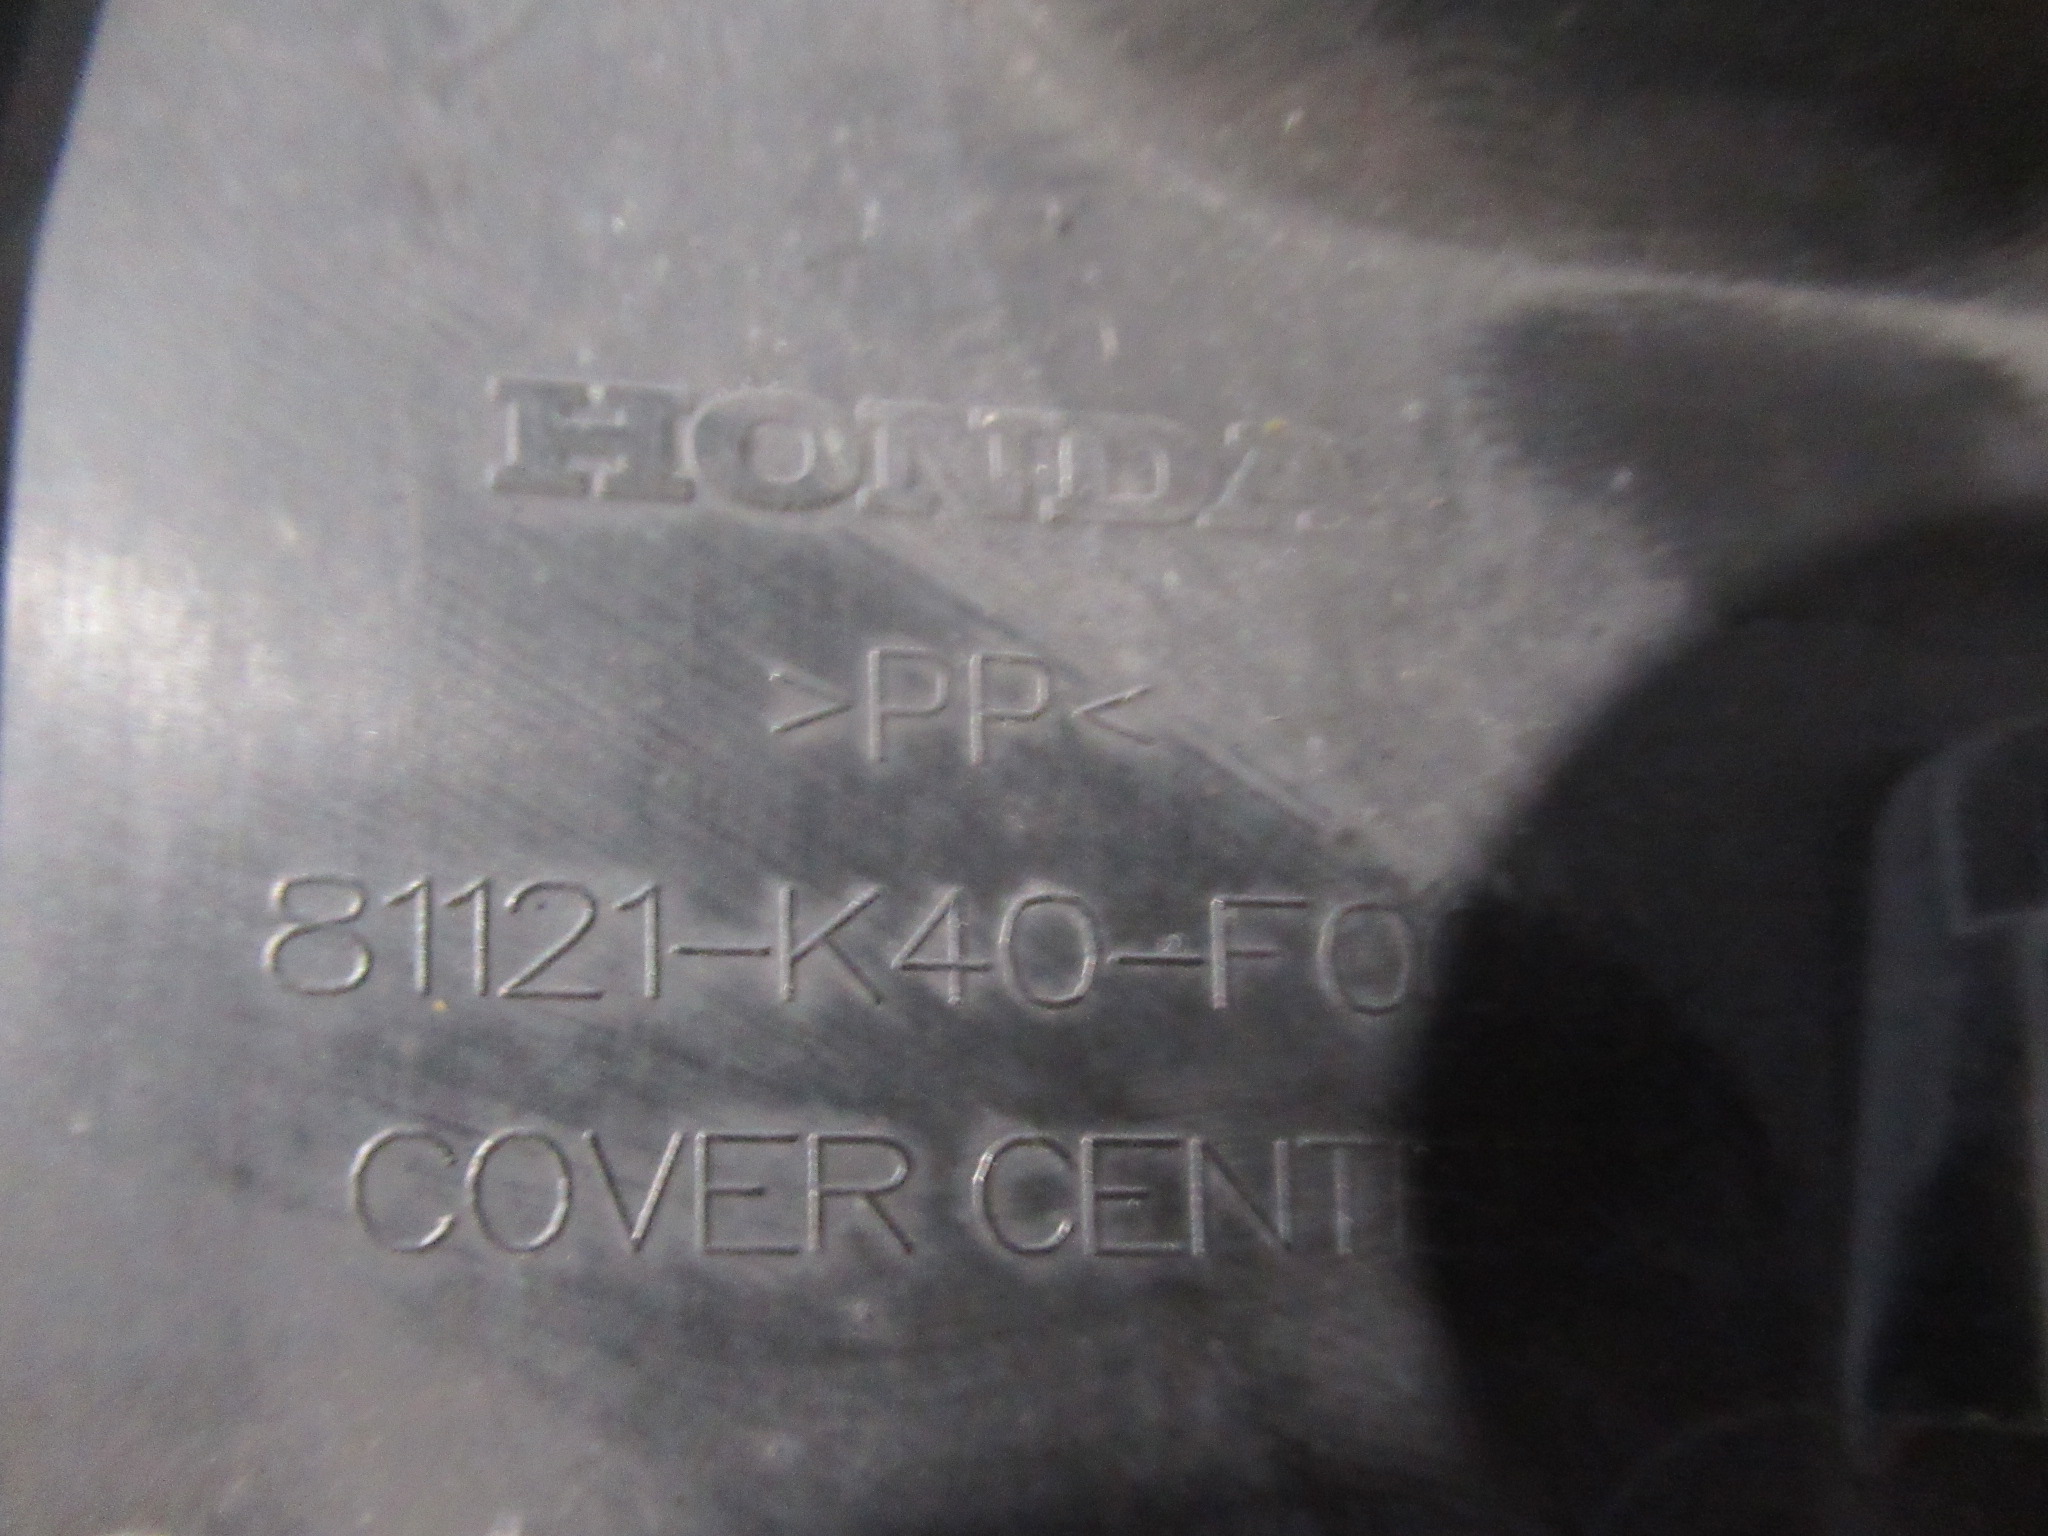 HONDA
>PP<
81121-K40-F0
COVER CENT